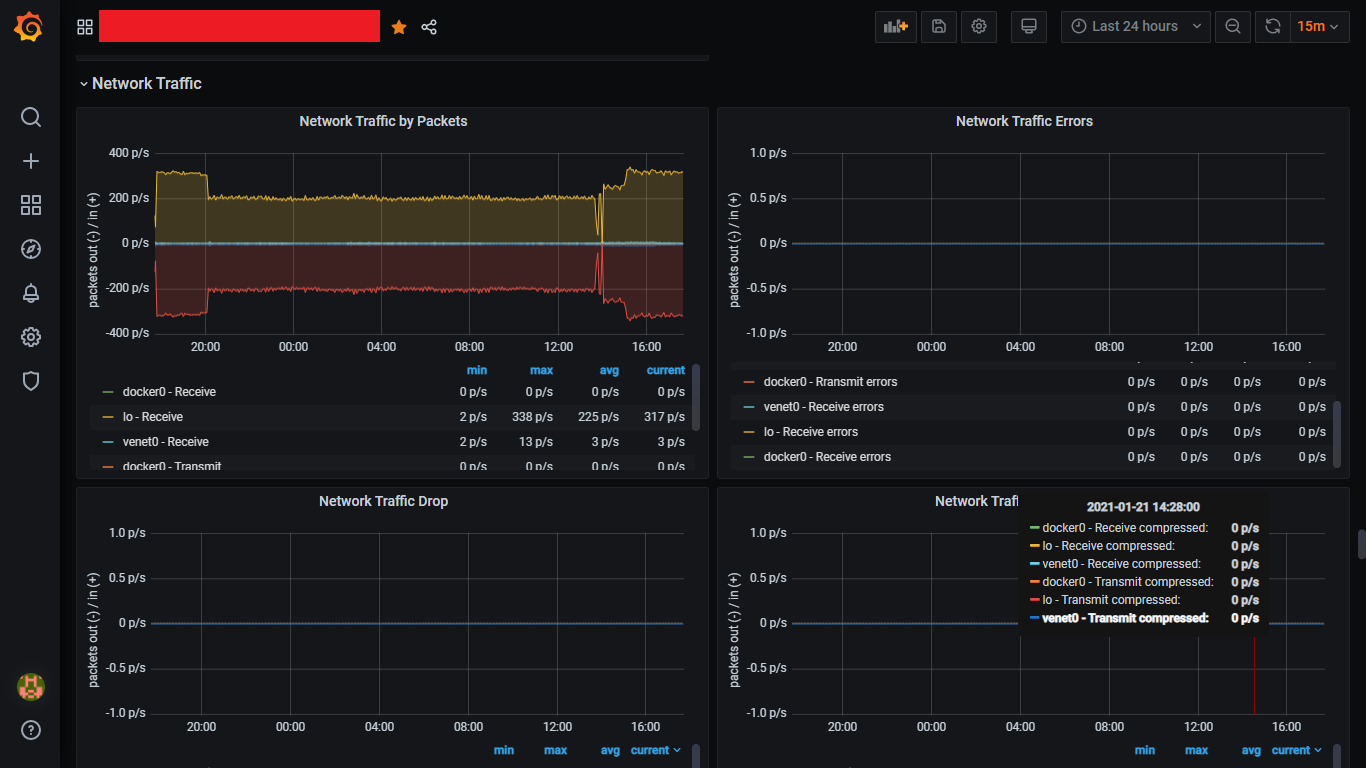 Last 24 hours
15m
Network Traffic
Network Traffic by Packets
400 p/s
200 p/s
0 p/s
-200 p/s
-400 p/s
packets out (-) / in (+)
20:00 00:00 04:00 08:00 12:00 16:00
min max avg current
docker0 - Receive 0 p/s 0 p/s 0 p/s 0 p/s
lo - Receive 2 p/s 338 p/s 225 p/s 317 p/s
venet0 - Receive 2 p/s 13 p/s 3 p/s 3 p/s
docker0 - Transmit 0 p/s 0 p/s 0 p/s 0 p/s
Network Traffic Errors
1.0 p/s
0.5 p/s
0 p/s
-0.5 p/s
-1.0 p/s
packets out (-) / in (+)
20:00 00:00 04:00 08:00 12:00 16:00
docker0 - Rransmit errors 0 p/s 0 p/s 0 p/s 0 p/s
venet0 - Receive errors 0 p/s 0 p/s 0 p/s 0 p/s
lo - Receive errors 0 p/s 0 p/s 0 p/s 0 p/s
docker0 - Receive errors 0 p/s 0 p/s 0 p/s 0 p/s
Network Traffic Drop
1.0 p/s
0.5 p/s
0 p/s
-0.5 p/s
-1.0 p/s
packets out (-) / in (+)
20:00 00:00 04:00 08:00 12:00 16:00
min max avg current
Network
1.0 p/s
0.5 p/s
0 p/s
-0.5 p/s
-1.0 p/s
packets out (-) / in (+)
2021-01-21 14:28:00
docker0 - Receive compressed: 0 p/s
lo - Receive compressed: 0 p/s
venet0 - Receive compressed: 0 p/s
docker0 - Transmit compressed: 0 p/s
lo - Transmit compressed: 0 p/s
venet0 - Transmit compressed: 0 p/s
20:00 00:00 04:00 08:00 12:00 16:00
min max avg current